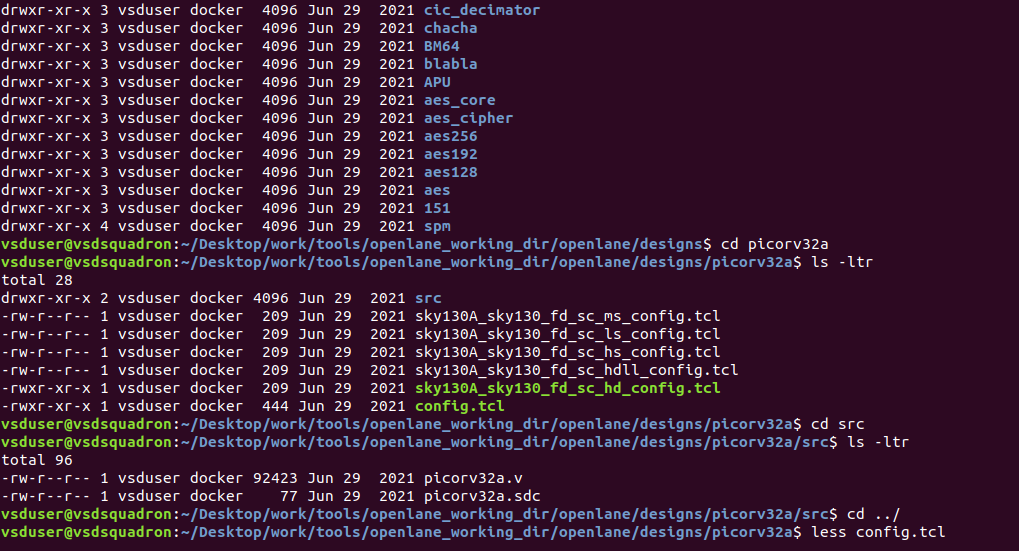 drwxr-xr-x 3 vsduser docker  4096 Jun 29  2021 cic_decimator
drwxr-xr-x 3 vsduser docker  4096 Jun 29  2021 chacha
drwxr-xr-x 3 vsduser docker  4096 Jun 29  2021 BM64
drwxr-xr-x 3 vsduser docker  4096 Jun 29  2021 blabla
drwxr-xr-x 3 vsduser docker  4096 Jun 29  2021 APU
drwxr-xr-x 3 vsduser docker  4096 Jun 29  2021 aes_core
drwxr-xr-x 3 vsduser docker  4096 Jun 29  2021 aes_cipher
drwxr-xr-x 3 vsduser docker  4096 Jun 29  2021 aes256
drwxr-xr-x 3 vsduser docker  4096 Jun 29  2021 aes192
drwxr-xr-x 3 vsduser docker  4096 Jun 29  2021 aes128
drwxr-xr-x 3 vsduser docker  4096 Jun 29  2021 aes
drwxr-xr-x 3 vsduser docker  4096 Jun 29  2021 151
drwxr-xr-x 4 vsduser docker  4096 Jun 29  2021 spm
vsduser@vsdsquadron:~/Desktop/work/tools/openlane_working_dir/openlane/designs$ cd picorv32a
vsduser@vsdsquadron:~/Desktop/work/tools/openlane_working_dir/openlane/designs/picorv32a$ ls -ltr
total 28
drwxr-xr-x 2 vsduser docker 4096 Jun 29  2021 src
-rw-r--r-- 1 vsduser docker  209 Jun 29  2021 sky130A_sky130_fd_sc_ms_config.tcl
-rw-r--r-- 1 vsduser docker  209 Jun 29  2021 sky130A_sky130_fd_sc_ls_config.tcl
-rw-r--r-- 1 vsduser docker  209 Jun 29  2021 sky130A_sky130_fd_sc_hs_config.tcl
-rw-r--r-- 1 vsduser docker  209 Jun 29  2021 sky130A_sky130_fd_sc_hdll_config.tcl
-rwxr-xr-x 1 vsduser docker  209 Jun 29  2021 sky130A_sky130_fd_sc_hd_config.tcl
-rwxr-xr-x 1 vsduser docker  444 Jun 29  2021 config.tcl
vsduser@vsdsquadron:~/Desktop/work/tools/openlane_working_dir/openlane/designs/picorv32a$ cd src
vsduser@vsdsquadron:~/Desktop/work/tools/openlane_working_dir/openlane/designs/picorv32a/src$ ls -ltr
total 96
-rw-r--r-- 1 vsduser docker 92423 Jun 29  2021 picorv32a.v
-rw-r--r-- 1 vsduser docker    77 Jun 29  2021 picorv32a.sdc
vsduser@vsdsquadron:~/Desktop/work/tools/openlane_working_dir/openlane/designs/picorv32a/src$ cd ../
vsduser@vsdsquadron:~/Desktop/work/tools/openlane_working_dir/openlane/designs/picorv32a$ less config.tcl